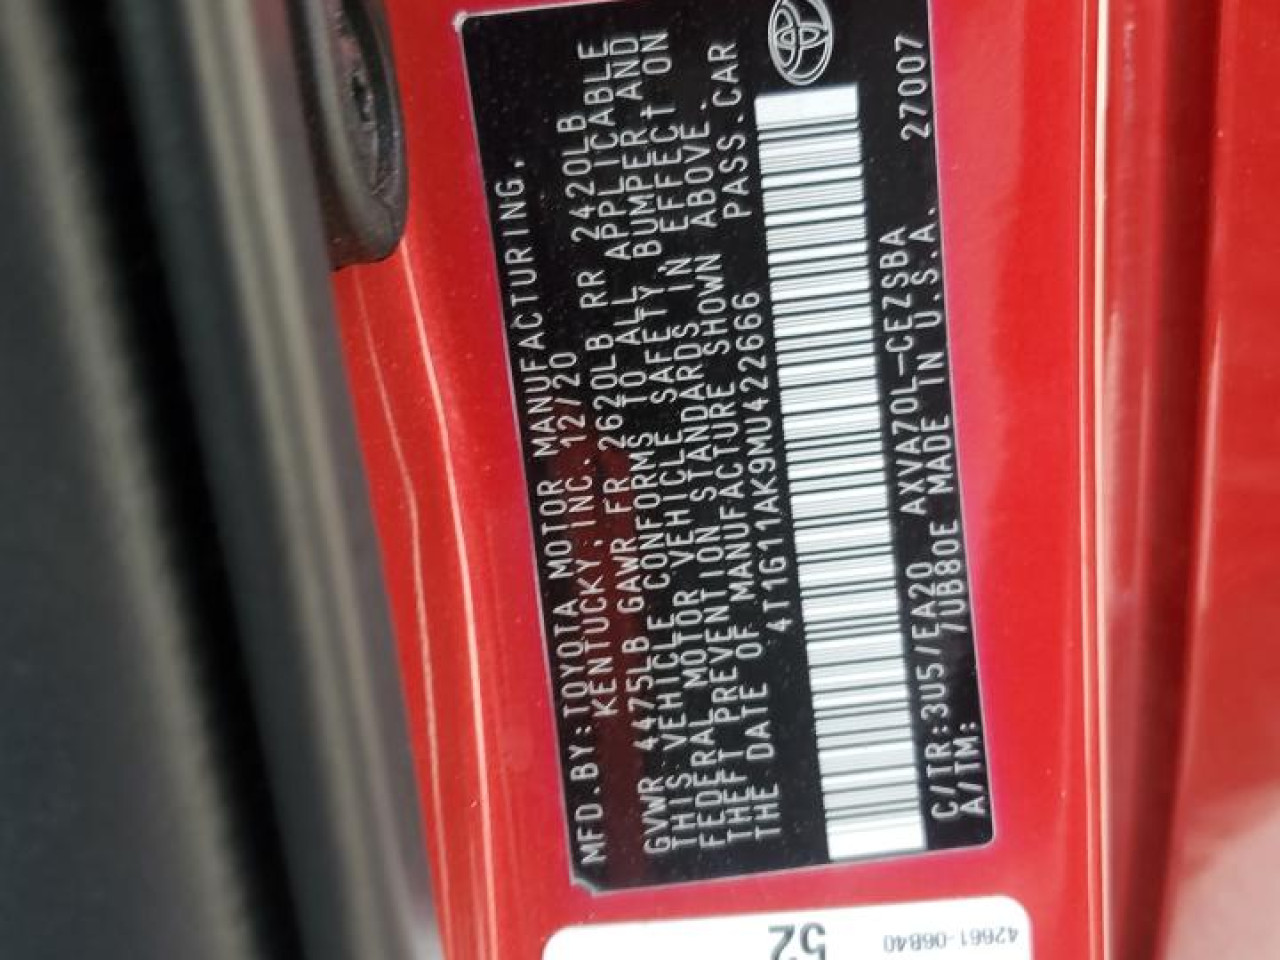 MFD.BY:TOYOTA MOTOR MANUFACTURING,
KENTUCKY,INC. 12/20
GVWR 4475LB GAWR FR 2620LB RR 2420LB
THIS VEHICLE CONFORMS TO ALL APPLICABLE
FEDERAL MOTOR VEHICLE SAFETY,BUMPER,AND
THEFT PREVENTION STANDARDS IN EFFECT ON
THE DATE OF MANUFACTURE SHOWN ABOVE.
4T1G11AK9MU422666 PASS.CAR
C/TR:3U5/EA20 AXVA70L-CEZSBA 27007
A/TM: /UB80E MADE IN U.S.A.
52
42661-06B40